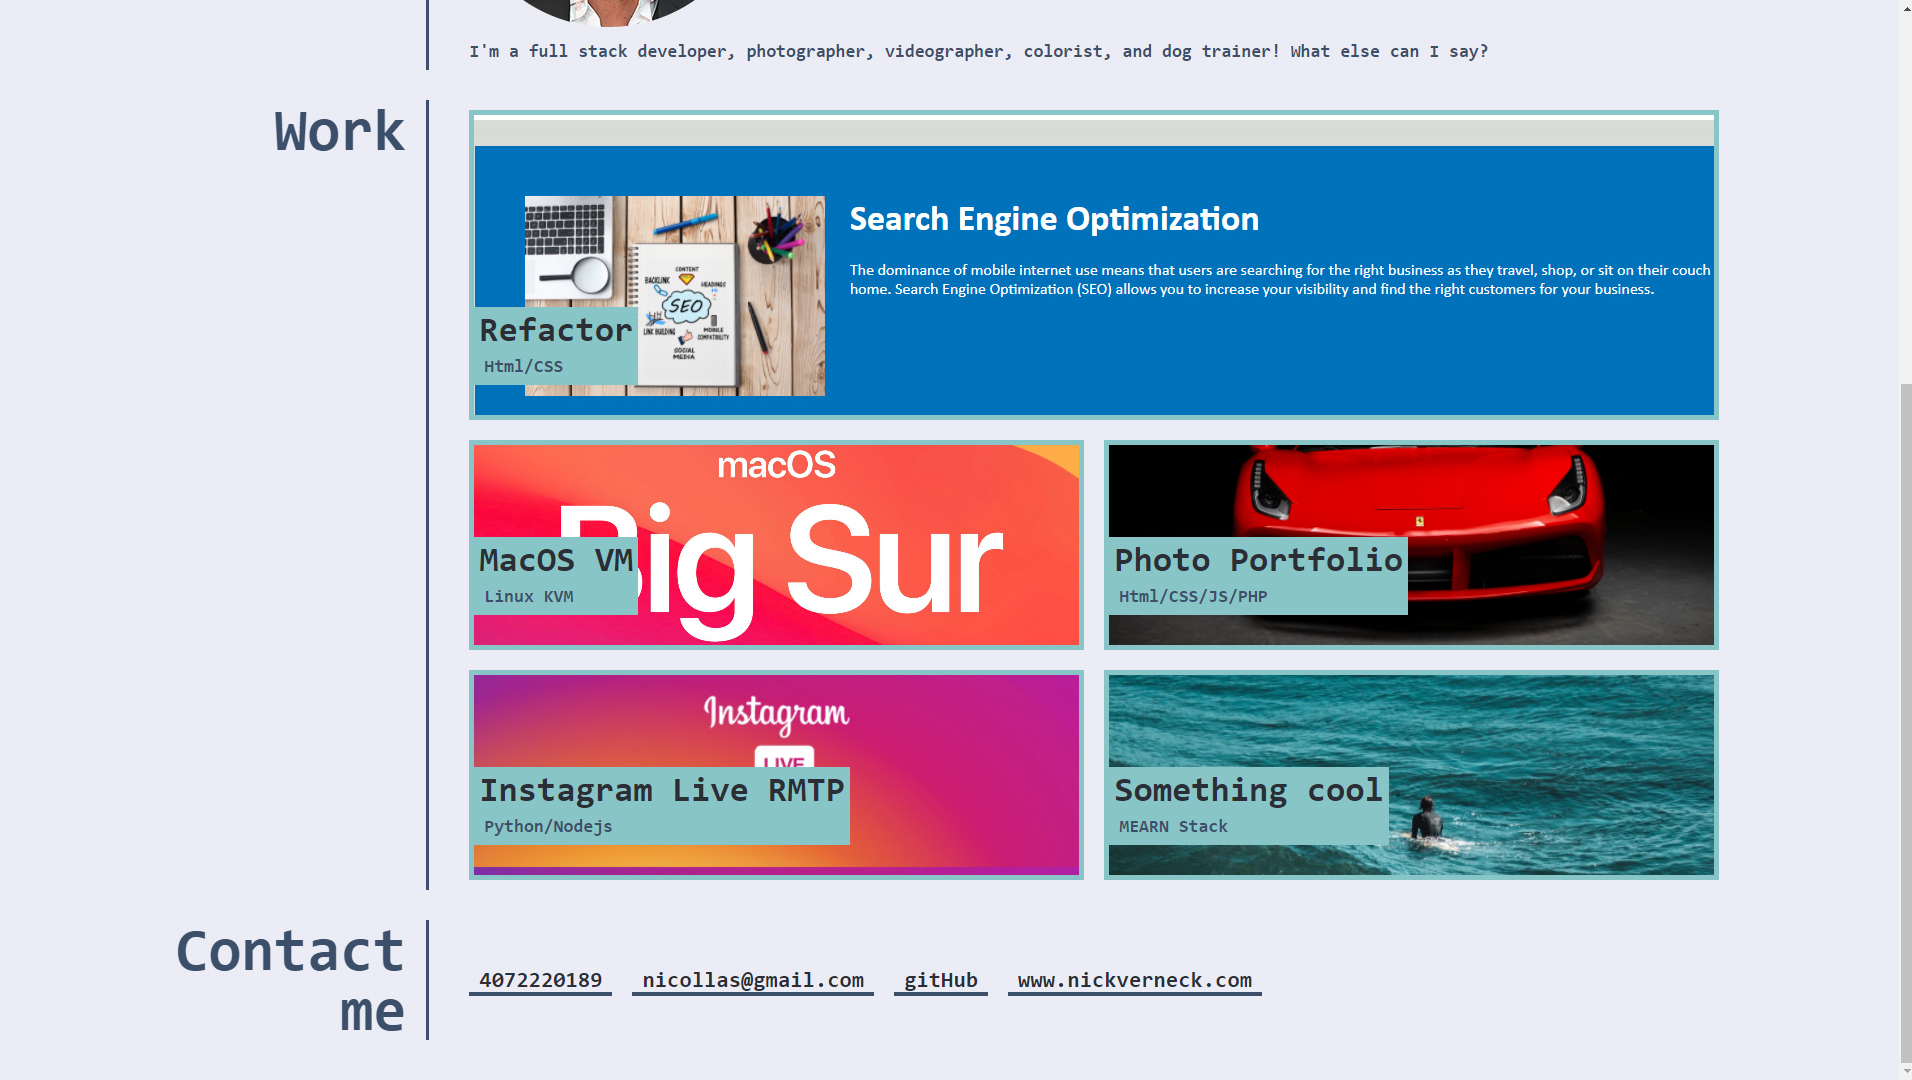 I'm a full stack developer, photographer, videographer, colorist, and dog trainer! What else can I say?
Work
Search Engine Optimization
The dominance of mobile internet use means that users are searching for the right business as they travel, shop, or sit on their couch
home. Search Engine Optimization (SEO) allows you to increase your visibility and find the right customers for your business.
CONTENT
BACKLINK
HEADINGS
SEO
LINK BUILDING
MOBILE
COMPATIBILITY
SOCIAL
MEDIA
Refactor
Html/CSS
macOS
Big Sur
MacOS VM
Linux KVM
Photo Portfolio
Html/CSS/JS/PHP
Instagram
LIVE
Instagram Live RMTP
Python/Nodejs
Something cool
MEARN Stack
Contact
me
4072220189
nicollas@gmail.com
gitHub
www.nickverneck.com